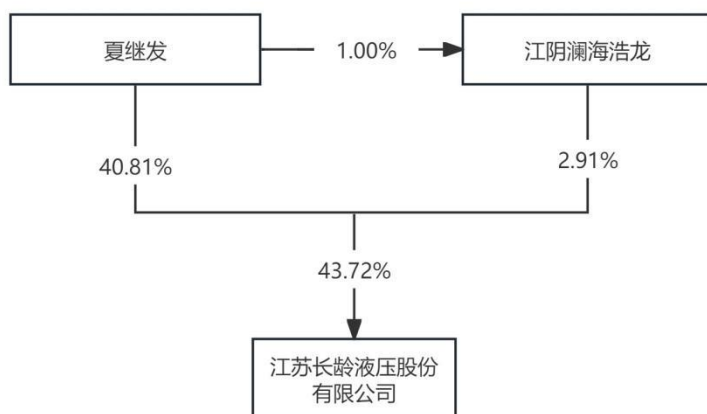 夏继发
1.00%
江阴澜海浩龙
40.81%
2.91%
43.72%
江苏长龄液压股份
有限公司